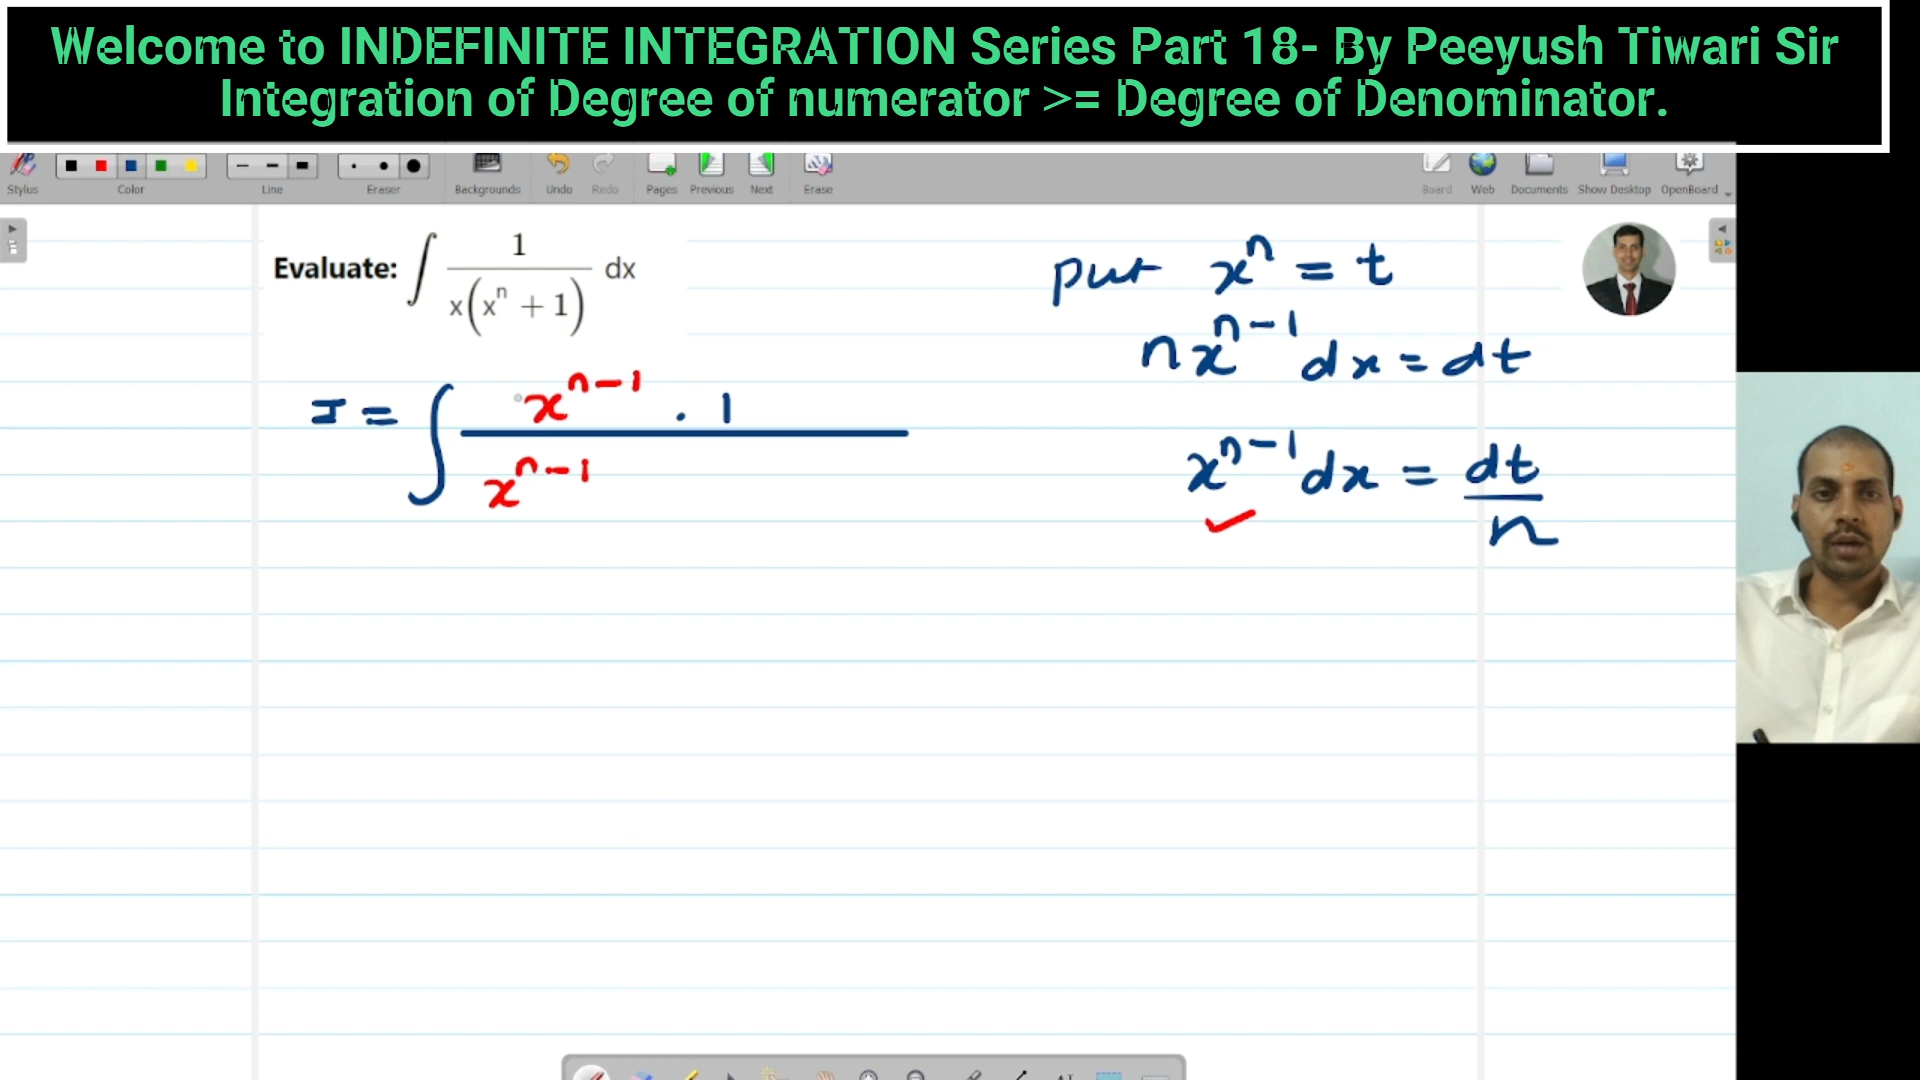 Welcome to INDEFINITE INTEGRATION Series Part 18- By Peeyush Tiwari Sir
Integration of Degree of numerator >= Degree of Denominator.
Stylus Color Line Eraser Backgrounds Undo Redo Pages Previous Next Erase Board Web Documents Show Desktop OpenBoard
Evaluate: ∫ 1 / x(xⁿ + 1) dx
put xⁿ = t
n xⁿ⁻¹ dx = dt
I = ∫ xⁿ⁻¹ . 1 / xⁿ⁻¹
xⁿ⁻¹ dx = dt / n